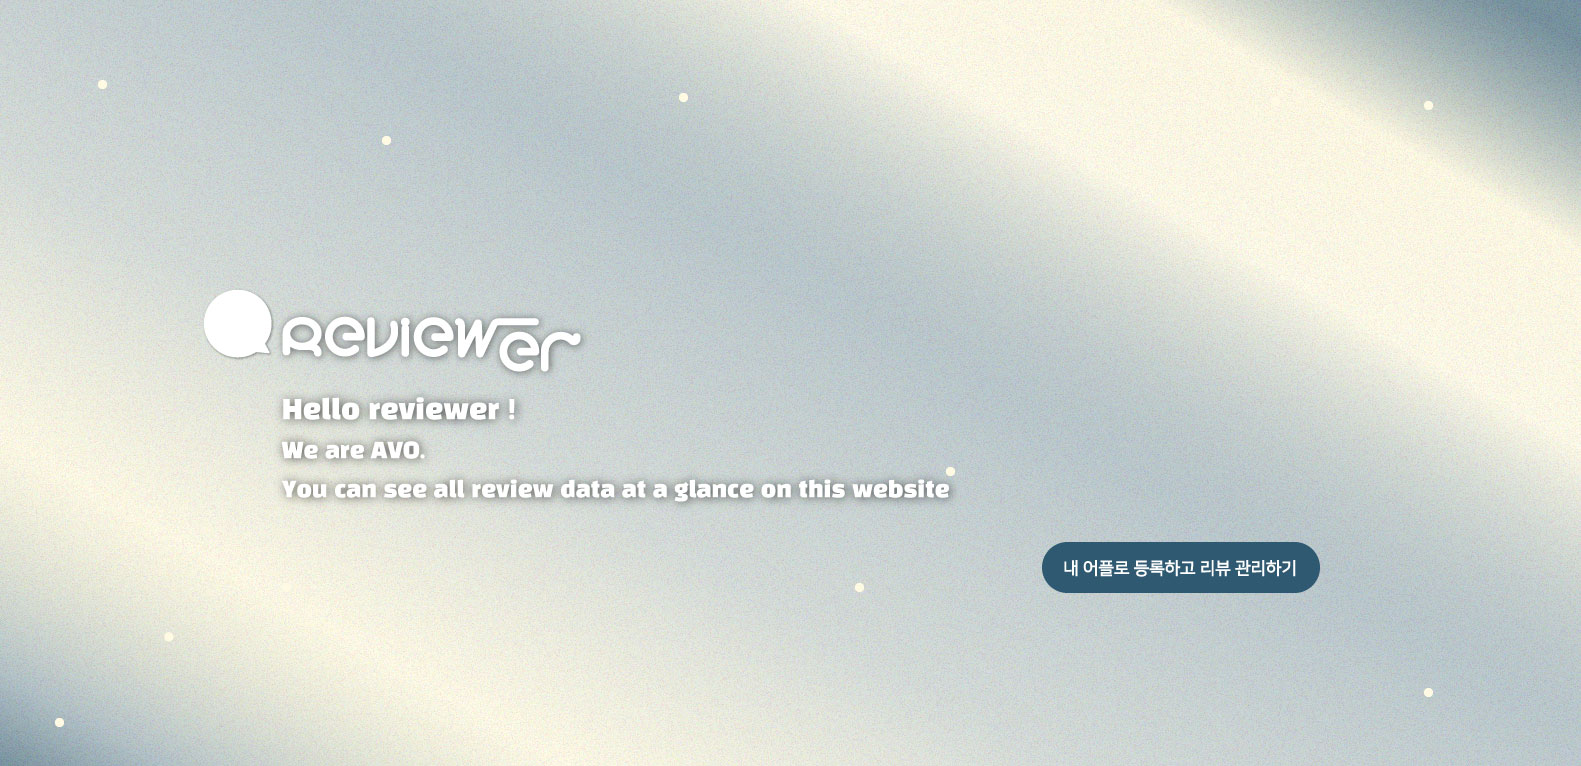 Reviewer
Hello reviewer !
We are AVO.
You can see all review data at a glance on this website
내 어플로 등록하고 리뷰 관리하기